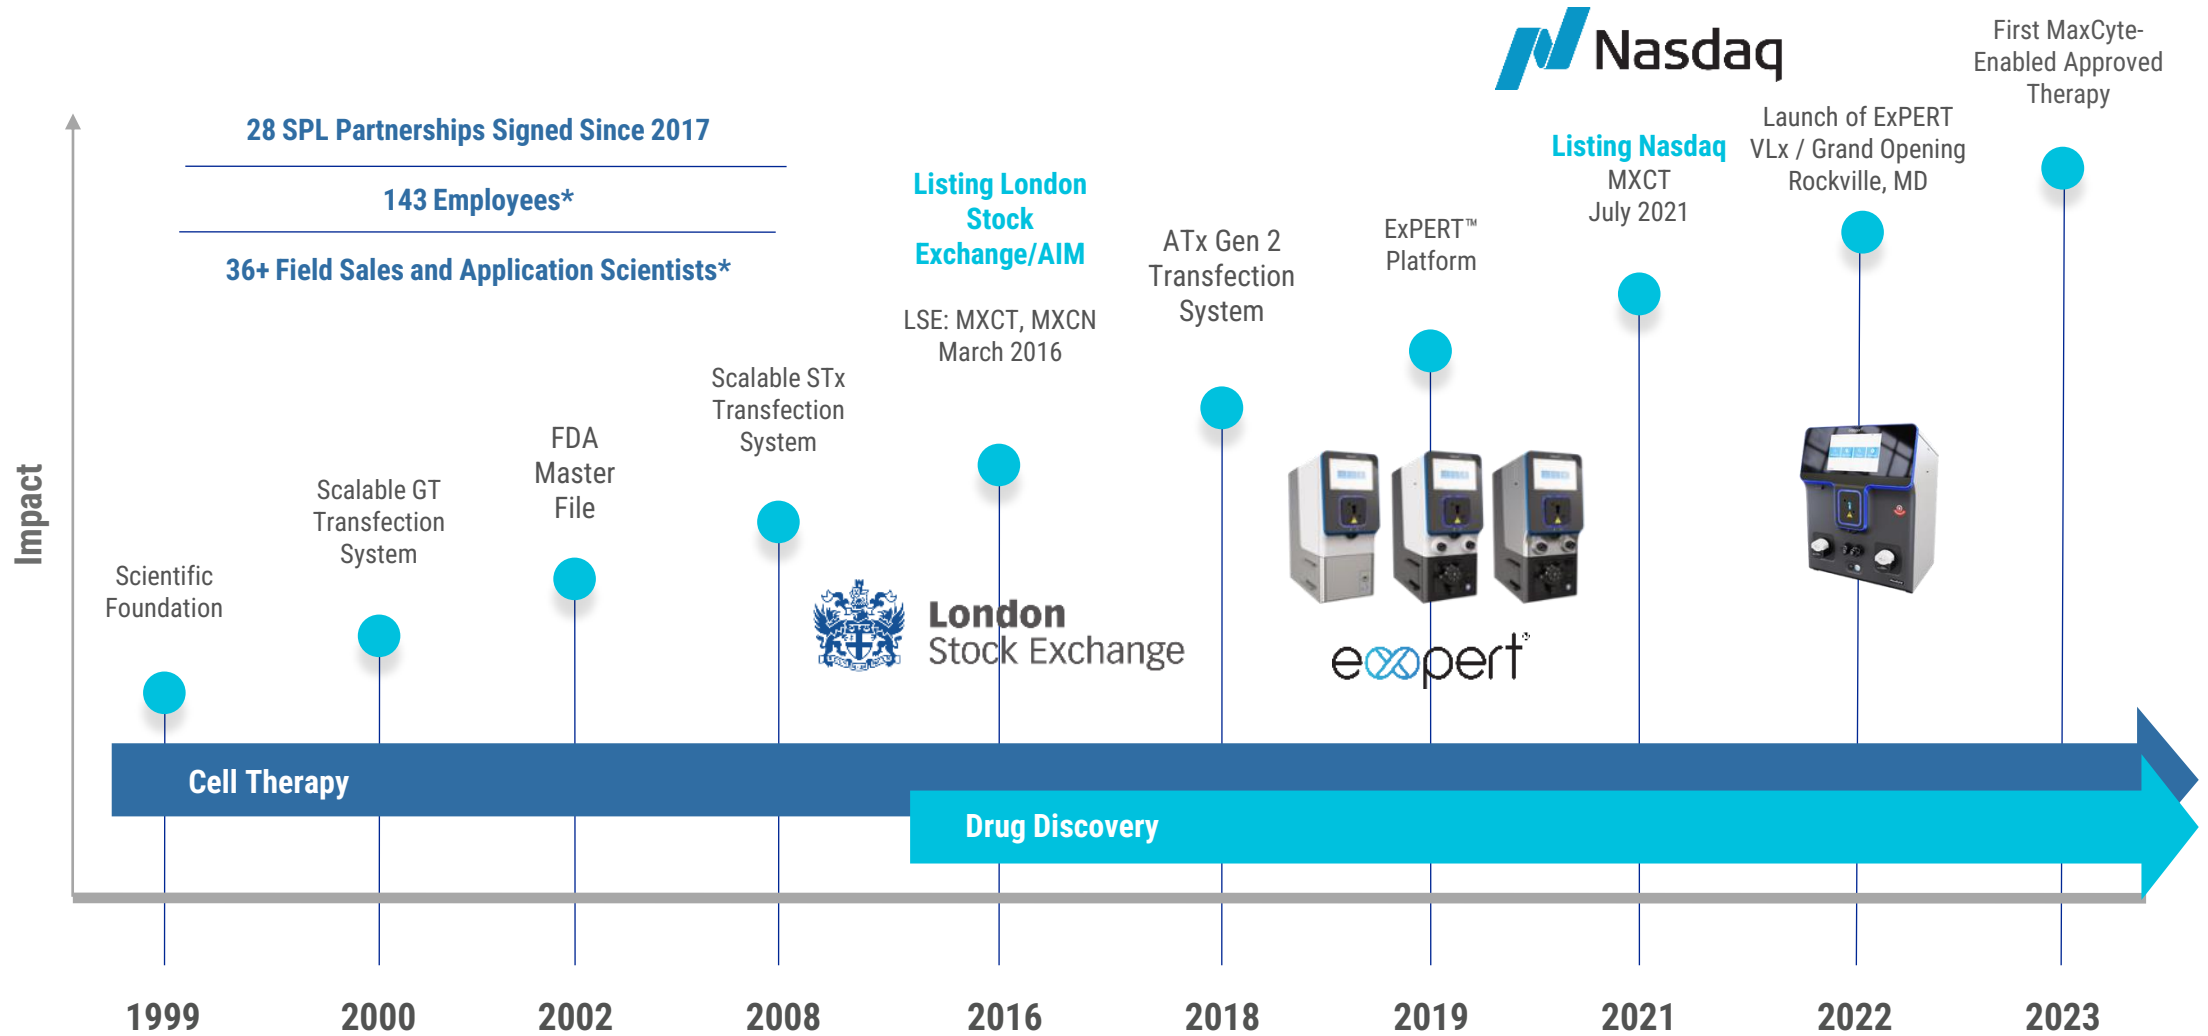 Nasdaq
First MaxCyte-
Enabled Approved
Therapy
28 SPL Partnerships Signed Since 2017
143 Employees*
36+ Field Sales and Application Scientists*
Listing London
Stock
Exchange/AIM
LSE: MXCT, MXCN
March 2016
ATx Gen 2
Transfection
System
ExPERT™
Platform
Listing Nasdaq
MXCT
July 2021
Launch of ExPERT
VLx / Grand Opening
Rockville, MD
Scalable STx
Transfection
System
FDA
Master
File
Scalable GT
Transfection
System
Scientific
Foundation
Impact
London
Stock Exchange
expert
Cell Therapy
Drug Discovery
1999
2000
2002
2008
2016
2018
2019
2021
2022
2023